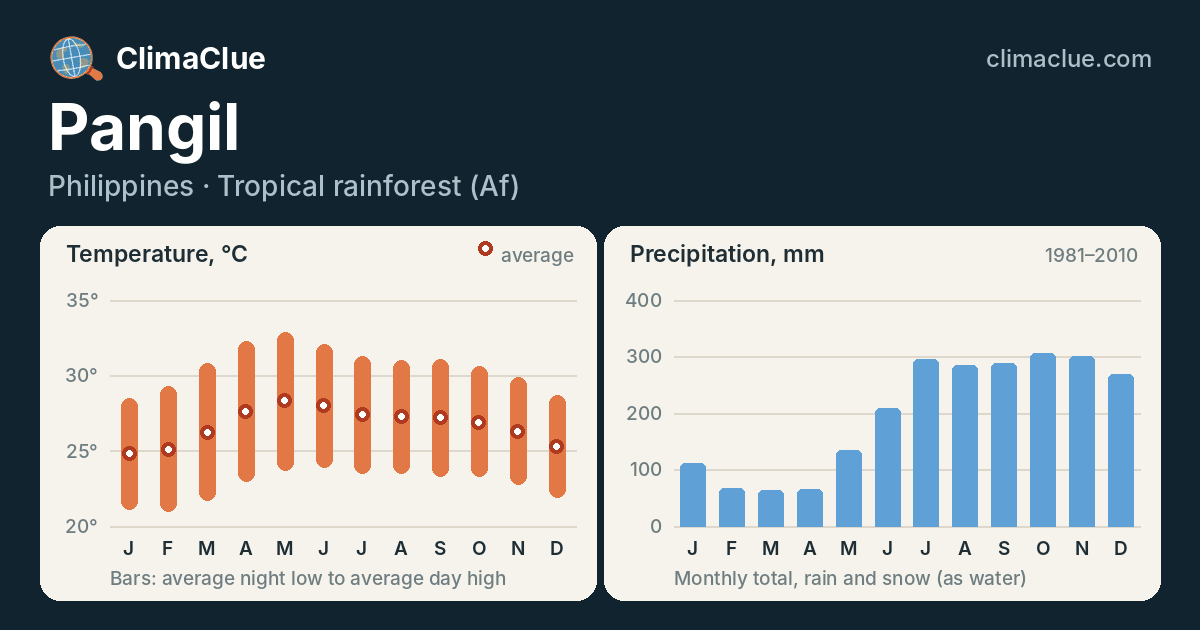 ClimaClue
climaclue.com
Pangil
Philippines · Tropical rainforest (Af)
Temperature, °C
average
35°
30°
25°
20°
J F M A M J J A S O N D
Bars: average night low to average day high
Precipitation, mm
1981–2010
400
300
200
100
0
J F M A M J J A S O N D
Monthly total, rain and snow (as water)